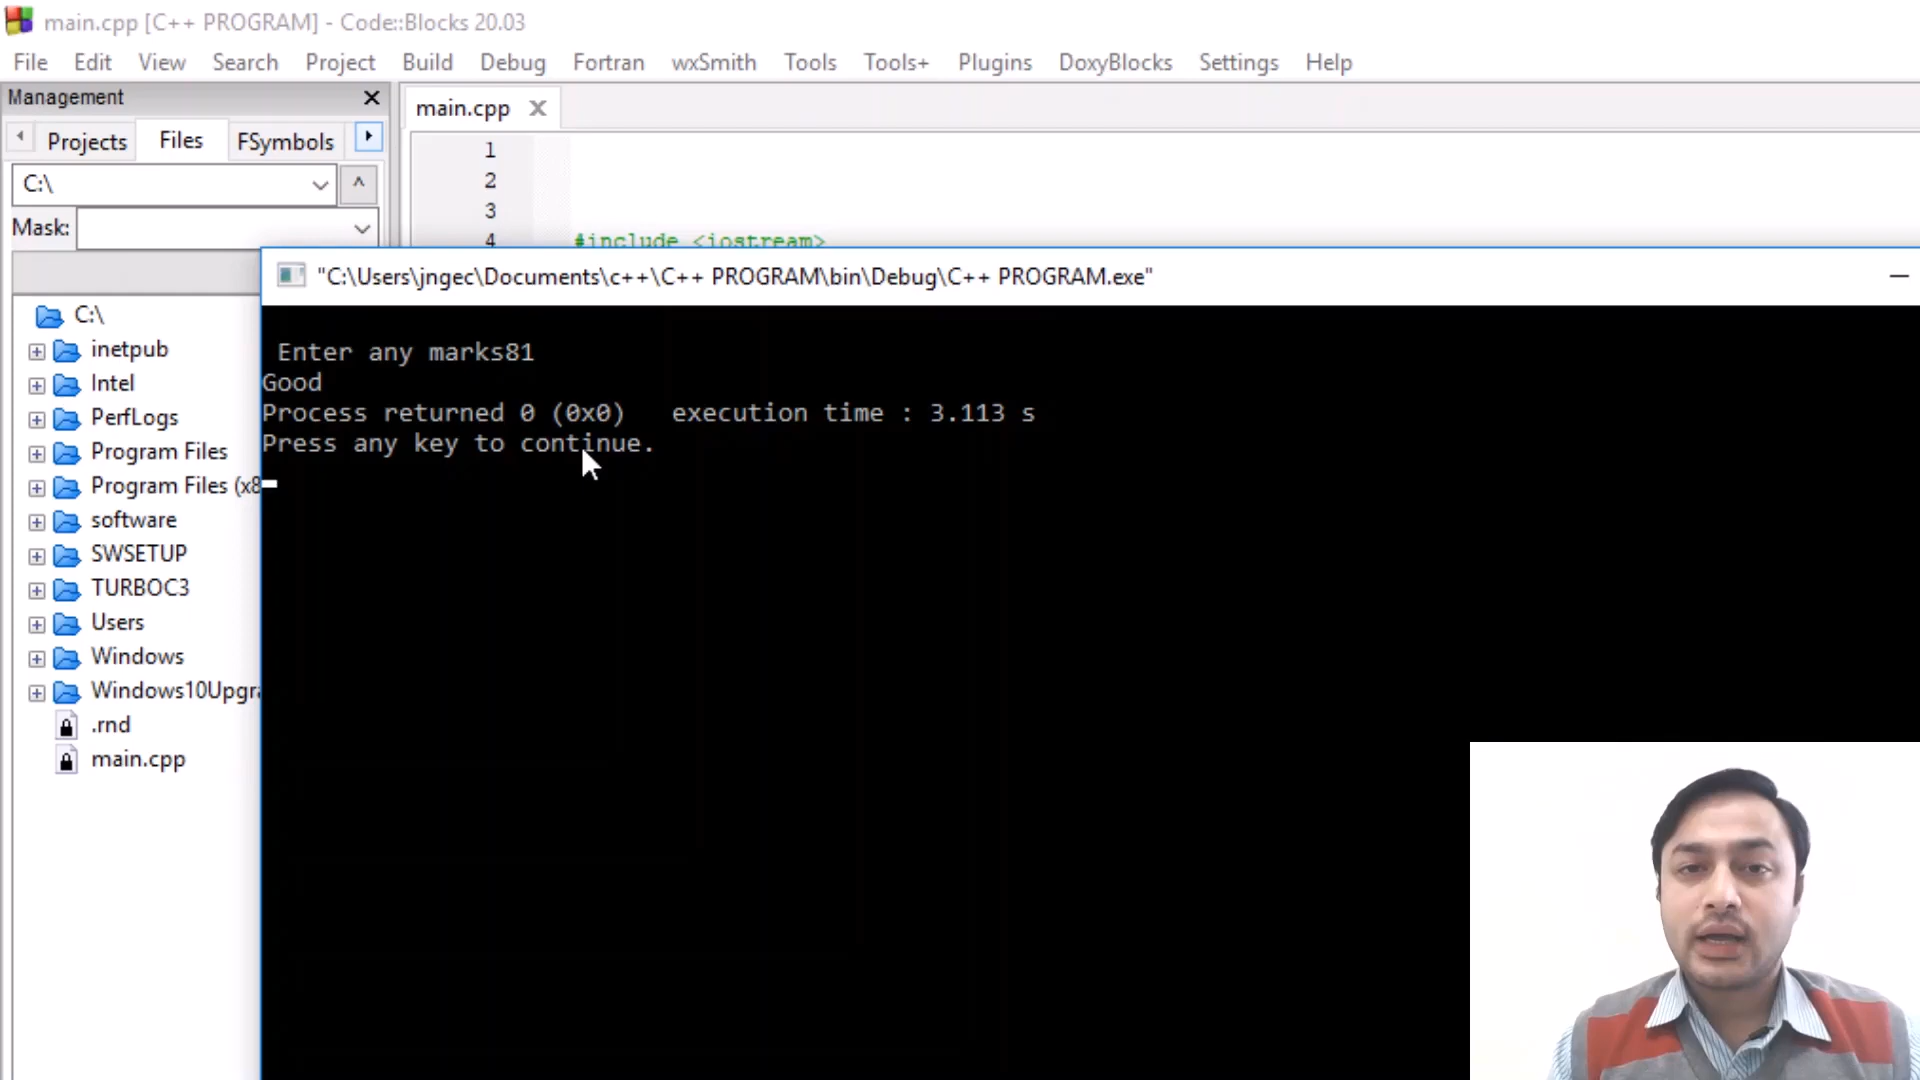 main.cpp [C++ PROGRAM] - Code::Blocks 20.03
File Edit View Search Project Build Debug Fortran wxSmith Tools Tools+ Plugins DoxyBlocks Settings Help
Management
main.cpp
Projects Files FSymbols
C:\
Mask:
1
2
3
4 #include <iostream>
"C:\Users\jngec\Documents\c++\C++ PROGRAM\bin\Debug\C++ PROGRAM.exe"
Enter any marks81
Good
Process returned 0 (0x0) execution time : 3.113 s
Press any key to continue.
C:\
inetpub
Intel
PerfLogs
Program Files
Program Files (x8
software
SWSETUP
TURBOC3
Users
Windows
Windows10Upgra
.rnd
main.cpp